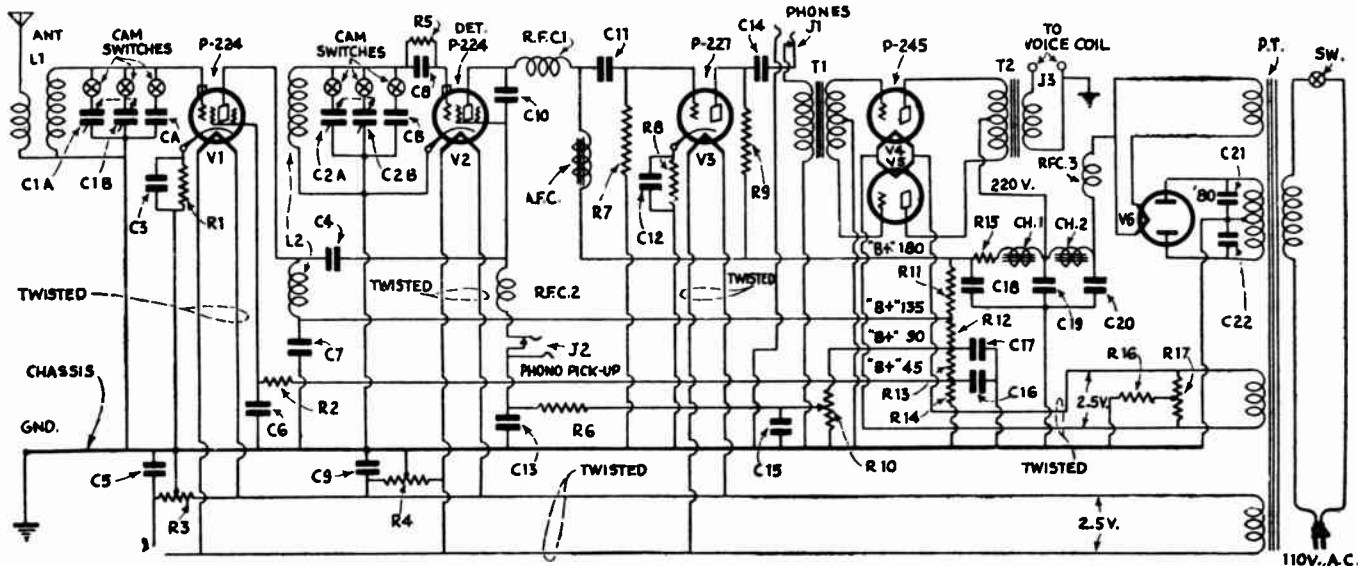 ANT
L1
CAM
SWITCHES
P-224
C1A
C1B
CA
C3
R1
V1
CAM
SWITCHES
R5
C8
DET.
P-224
C2A
C2B
CB
V2
L2
C4
R.F.C.1
C10
C11
A.F.C.
R7
R8
C12
P-227
V3
R9
C14
PHONES
J1
T1
P-245
V4
V5
T2
TO
VOICE COIL
J3
220 V.
RFC.3
V6
'80
C21
C22
P.T.
SW.
"B+" 180
R15
CH.1
CH.2
R11
C18
C19
C20
"B+" 135
R12
"B+" 90
C17
"B+" 45
R13
R14
C16
R16
R17
2.5V.
TWISTED
TWISTED
TWISTED
R.F.C.2
J2
PHONO PICK-UP
C7
R2
C6
CHASSIS
GND.
C5
R3
C9
R4
C13
R6
C15
R10
TWISTED
TWISTED
2.5V.
110V., A.C.